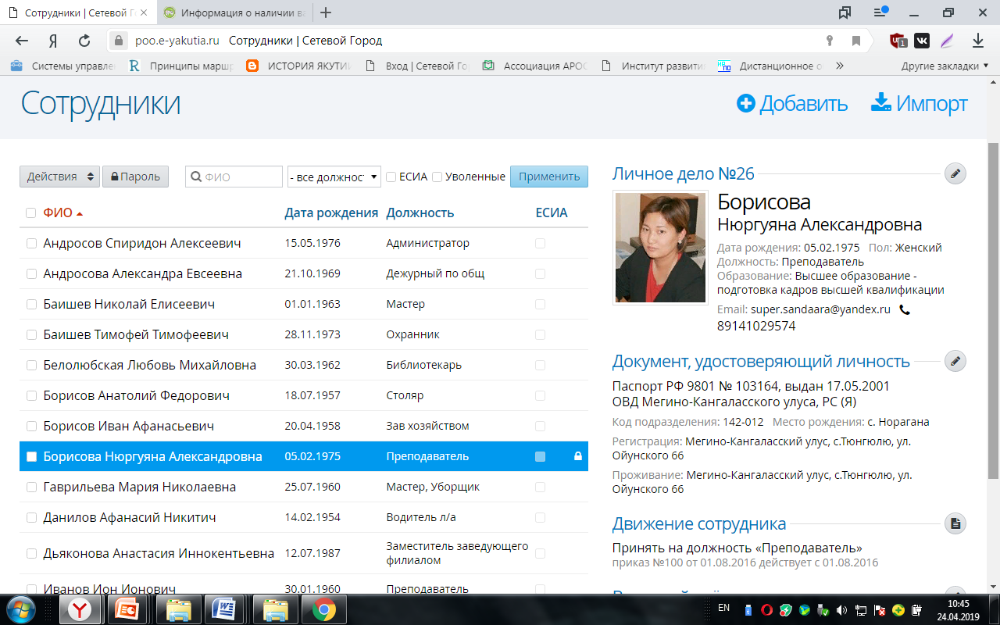 Сотрудники | Сетевой Го
Информация о наличии ва
poo.e-yakutia.ru Сотрудники | Сетевой Город
Системы управле Принципы маршр ИСТОРИЯ ЯКУТИИ Вход | Сетевой Го Ассоциация АРОС Институт развити Дистанционное о » Другие закладки
Сотрудники
Добавить Импорт
Действия Пароль ФИО - все должност ЕСИА Уволенные Применить
ФИО Дата рождения Должность ЕСИА
Андросов Спиридон Алексеевич 15.05.1976 Администратор
Андросова Александра Евсеевна 21.10.1969 Дежурный по общ
Баишев Николай Елисеевич 01.01.1963 Мастер
Баишев Тимофей Тимофеевич 28.11.1973 Охранник
Белолюбская Любовь Михайловна 30.03.1962 Библиотекарь
Борисов Анатолий Федорович 18.07.1957 Столяр
Борисов Иван Афанасьевич 20.04.1958 Зав хозяйством
Борисова Нюргуяна Александровна 05.02.1975 Преподаватель
Гаврильева Мария Николаевна 25.07.1960 Мастер, Уборщик
Данилов Афанасий Никитич 14.02.1954 Водитель л/а
Дьяконова Анастасия Иннокентьевна 12.07.1987 Заместитель заведующего
филиалом
Иванов Ион Ионович 30.01.1960 Преподаватель
Личное дело №26
Борисова
Нюргуяна Александровна
Дата рождения: 05.02.1975 Пол: Женский
Должность: Преподаватель
Образование: Высшее образование -
подготовка кадров высшей квалификации
Email: super.sandaara@yandex.ru
89141029574
Документ, удостоверяющий личность
Паспорт РФ 9801 № 103164, выдан 17.05.2001
ОВД Мегино-Кангаласского улуса, РС (Я)
Код подразделения: 142-012 Место рождения: с. Норагана
Регистрация: Мегино-Кангаласский улус, с.Тюнгюлю, ул.
Ойунского 66
Проживание: Мегино-Кангаласский улус, с.Тюнгюлю, ул.
Ойунского 66
Движение сотрудника
Принять на должность «Преподаватель»
приказ №100 от 01.08.2016 действует с 01.08.2016
EN
10:45
24.04.2019